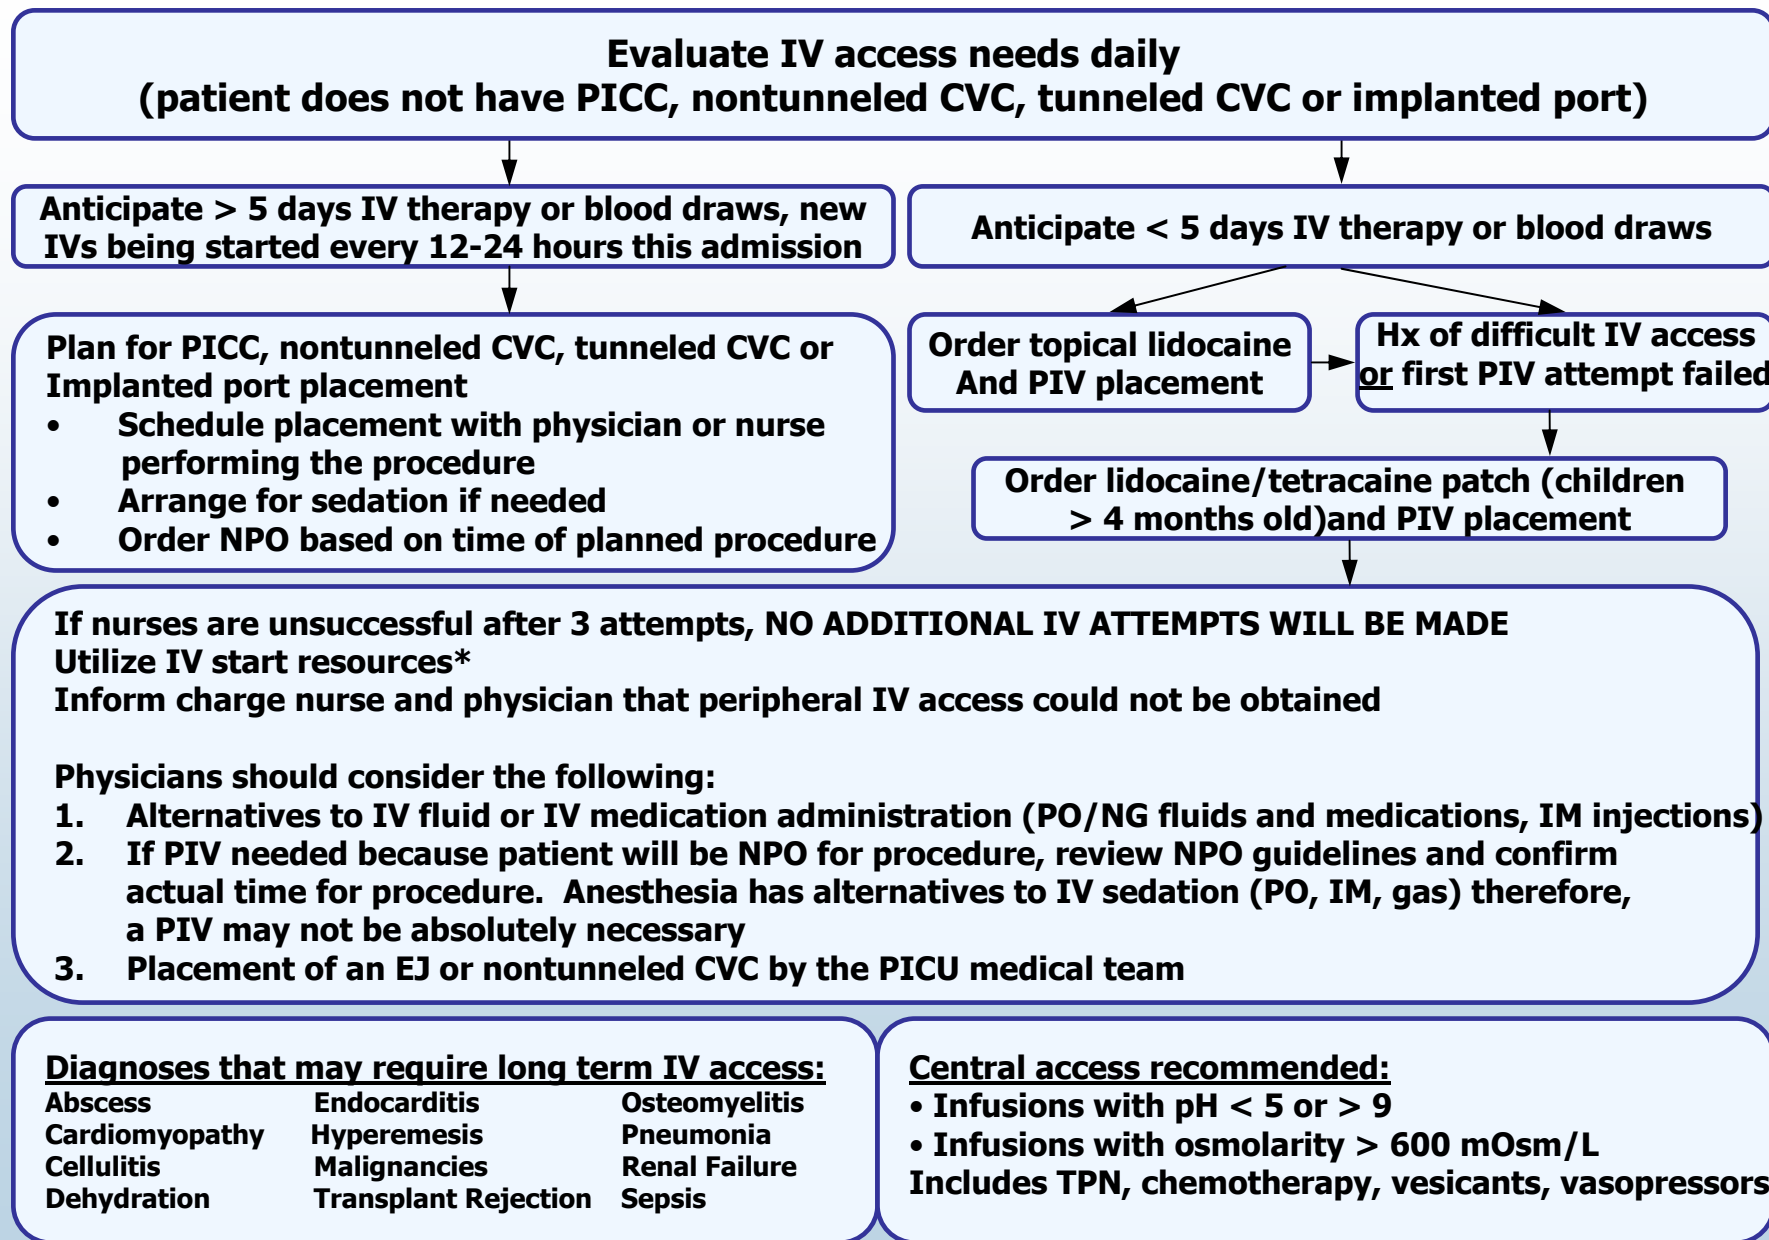 Evaluate IV access needs daily
(patient does not have PICC, nontunneled CVC, tunneled CVC or implanted port)
Anticipate > 5 days IV therapy or blood draws, new
IVs being started every 12-24 hours this admission
Anticipate < 5 days IV therapy or blood draws
Plan for PICC, nontunneled CVC, tunneled CVC or
Implanted port placement
• Schedule placement with physician or nurse
performing the procedure
• Arrange for sedation if needed
• Order NPO based on time of planned procedure
Order topical lidocaine
And PIV placement
Hx of difficult IV access
or first PIV attempt failed
Order lidocaine/tetracaine patch (children
> 4 months old)and PIV placement
If nurses are unsuccessful after 3 attempts, NO ADDITIONAL IV ATTEMPTS WILL BE MADE
Utilize IV start resources*
Inform charge nurse and physician that peripheral IV access could not be obtained
Physicians should consider the following:
1. Alternatives to IV fluid or IV medication administration (PO/NG fluids and medications, IM injections)
2. If PIV needed because patient will be NPO for procedure, review NPO guidelines and confirm
actual time for procedure. Anesthesia has alternatives to IV sedation (PO, IM, gas) therefore,
a PIV may not be absolutely necessary
3. Placement of an EJ or nontunneled CVC by the PICU medical team
Diagnoses that may require long term IV access:
Abscess Endocarditis Osteomyelitis
Cardiomyopathy Hyperemesis Pneumonia
Cellulitis Malignancies Renal Failure
Dehydration Transplant Rejection Sepsis
Central access recommended:
• Infusions with pH < 5 or > 9
• Infusions with osmolarity > 600 mOsm/L
Includes TPN, chemotherapy, vesicants, vasopressors